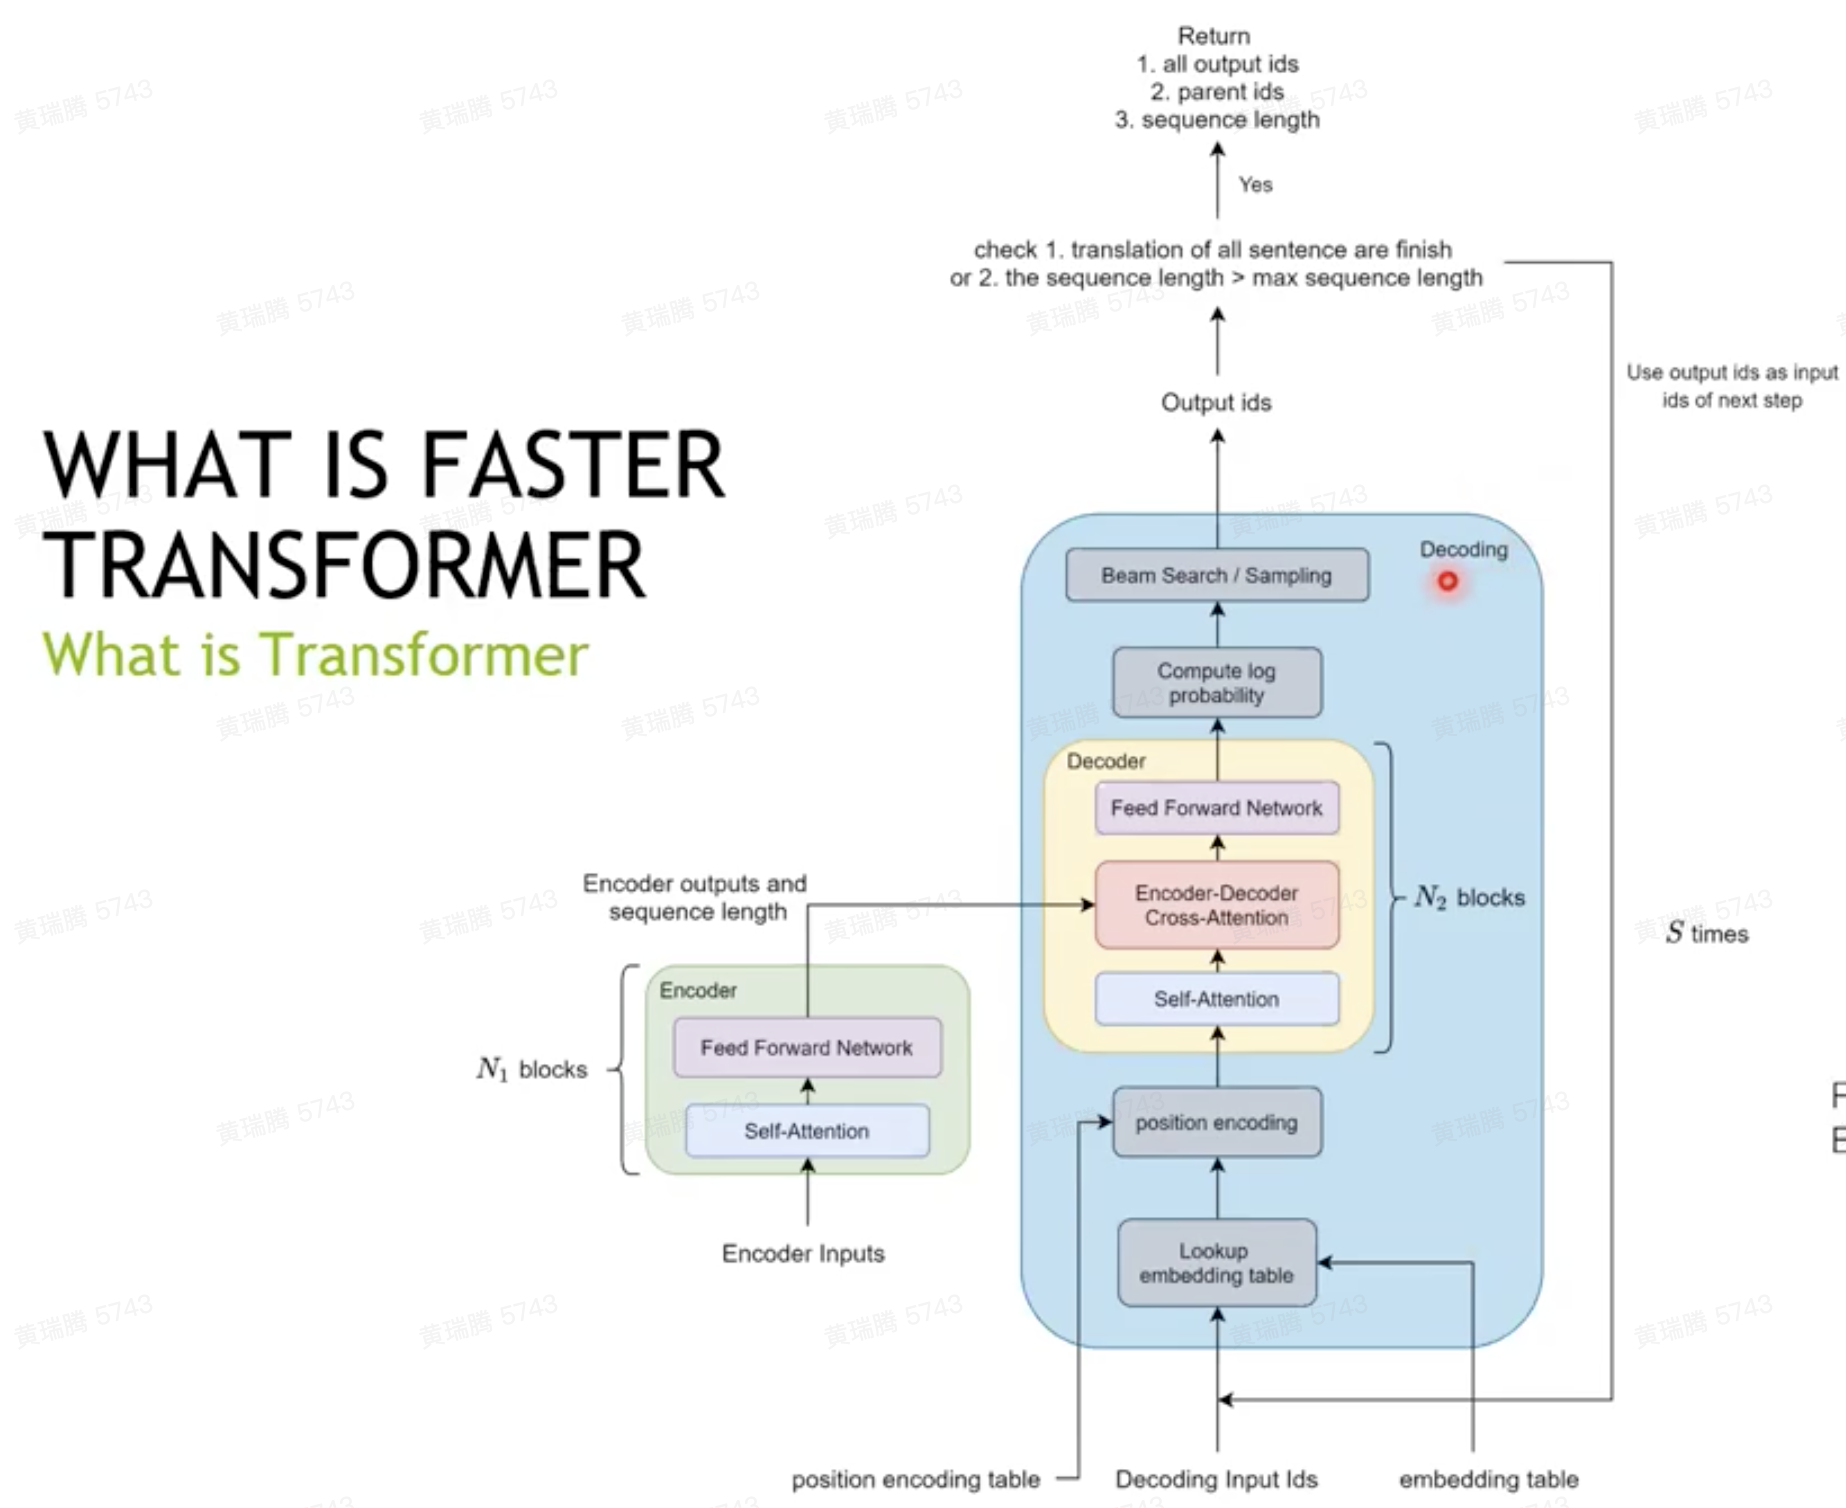 WHAT IS FASTER
TRANSFORMER
What is Transformer
Return
1. all output ids
2. parent ids
3. sequence length
Yes
check 1. translation of all sentence are finish
or 2. the sequence length > max sequence length
Use output ids as input
ids of next step
Output ids
Decoding
Beam Search / Sampling
Compute log
probability
Decoder
Feed Forward Network
Encoder-Decoder
Cross-Attention
Self-Attention
N₂ blocks
S times
Encoder outputs and
sequence length
Encoder
Feed Forward Network
Self-Attention
N₁ blocks
Encoder Inputs
position encoding
Lookup
embedding table
position encoding table
Decoding Input Ids
embedding table
F
E
黄瑞腾 5743